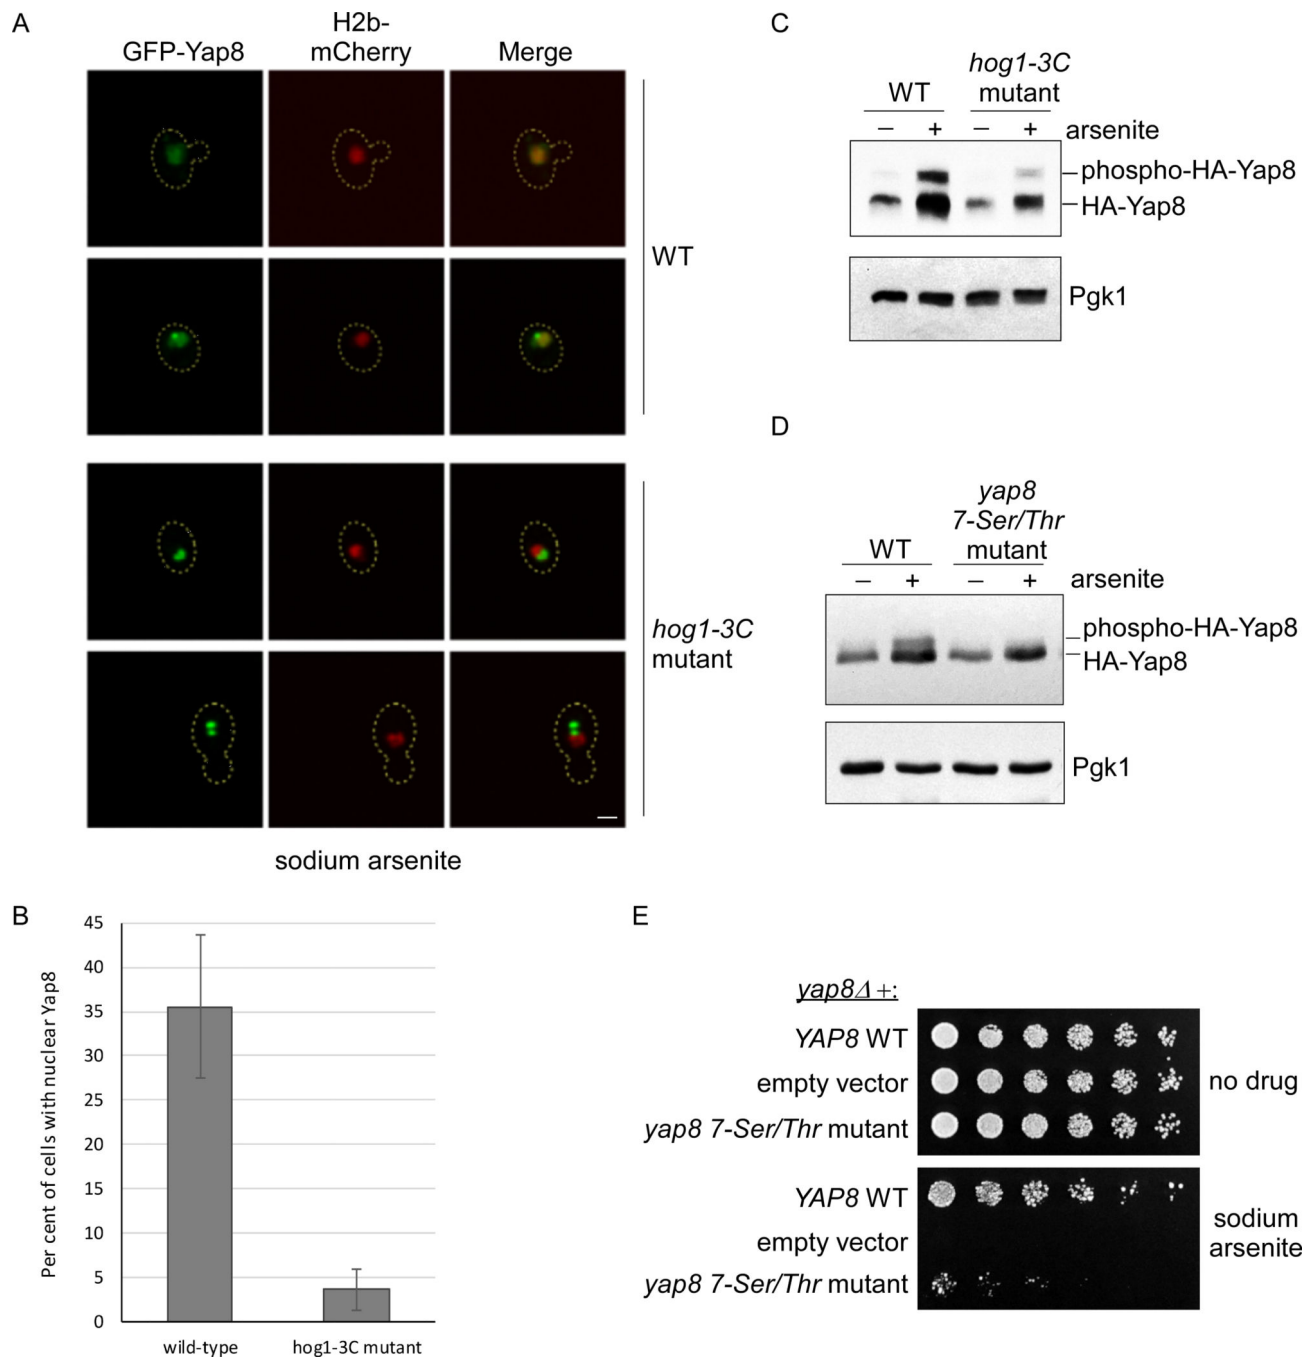 A
GFP-Yap8
H2b-
mCherry
Merge
WT
hog1-3C
mutant
sodium arsenite
B
Per cent of cells with nuclear Yap8
45
40
35
30
25
20
15
10
5
0
wild-type
hog1-3C mutant
C
WT
hog1-3C
mutant
– + – + arsenite
phospho-HA-Yap8
HA-Yap8
Pgk1
D
WT
yap8
7-Ser/Thr
mutant
– + – + arsenite
phospho-HA-Yap8
HA-Yap8
Pgk1
E
yap8Δ +:
YAP8 WT
empty vector
yap8 7-Ser/Thr mutant
no drug
YAP8 WT
empty vector
yap8 7-Ser/Thr mutant
sodium
arsenite